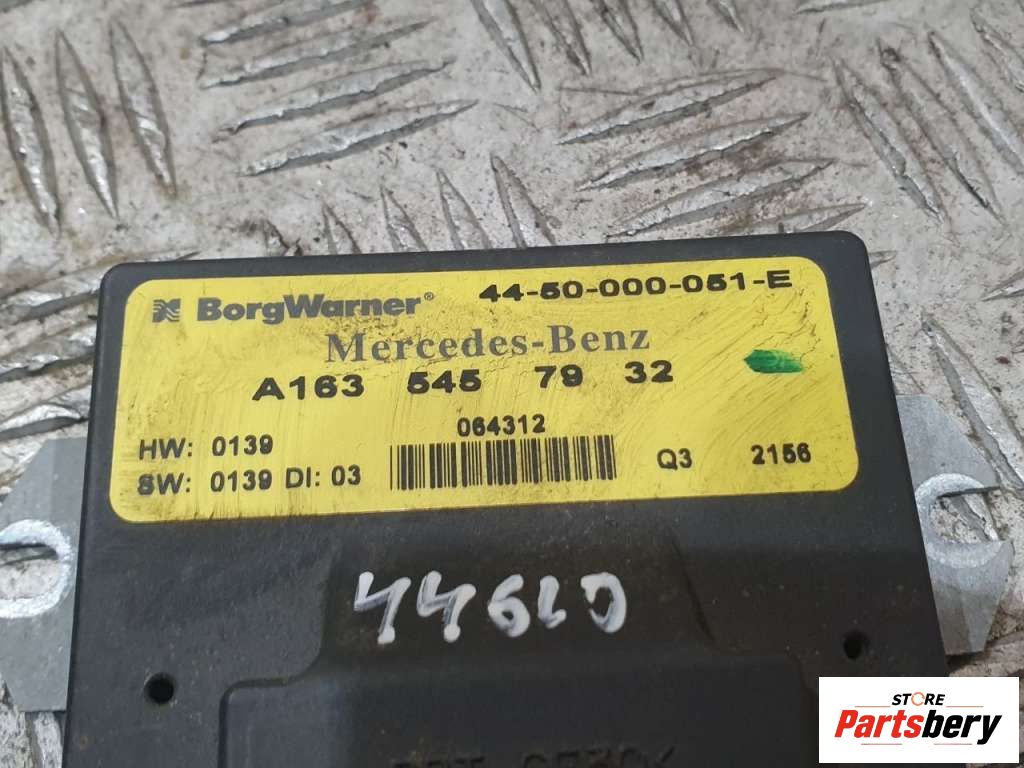 BorgWarner® 44-50-000-051-E
Mercedes-Benz
A163 545 79 32
064312
HW: 0139
SW: 0139 DI: 03
Q3 2156
STORE
Partsbery